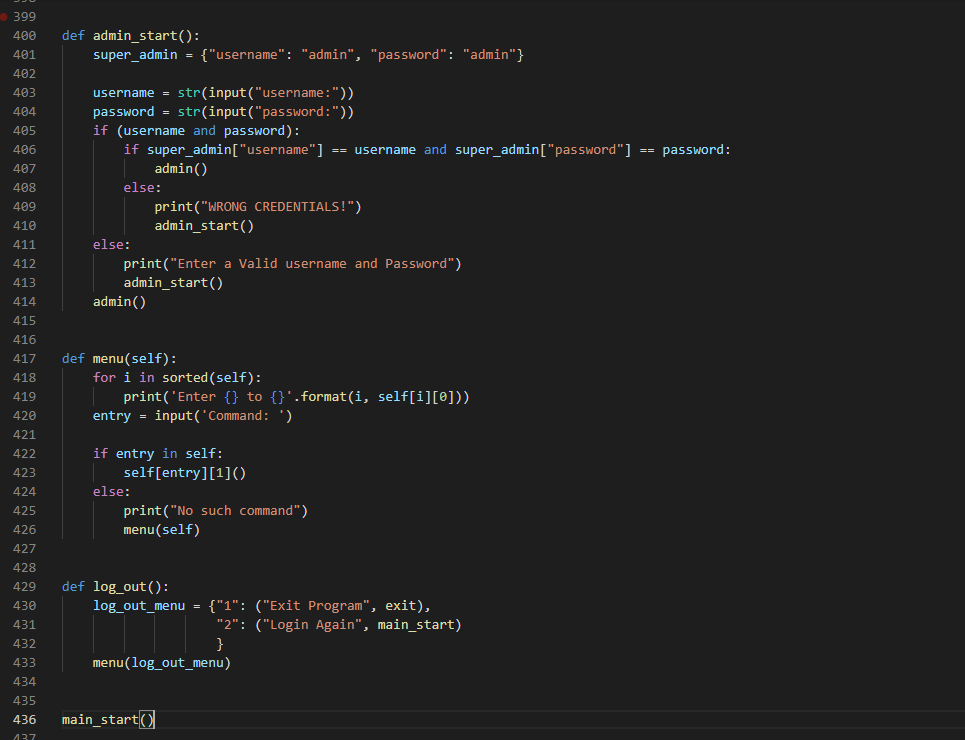 399
400 def admin_start():
401     super_admin = {"username": "admin", "password": "admin"}
402
403     username = str(input("username:"))
404     password = str(input("password:"))
405     if (username and password):
406         if super_admin["username"] == username and super_admin["password"] == password:
407             admin()
408         else:
409             print("WRONG CREDENTIALS!")
410             admin_start()
411     else:
412         print("Enter a Valid username and Password")
413         admin_start()
414     admin()
415
416
417 def menu(self):
418     for i in sorted(self):
419         print('Enter {} to {}'.format(i, self[i][0]))
420     entry = input('Command: ')
421
422     if entry in self:
423         self[entry][1]()
424     else:
425         print("No such command")
426         menu(self)
427
428
429 def log_out():
430     log_out_menu = {"1": ("Exit Program", exit),
431                     "2": ("Login Again", main_start)
432                     }
433     menu(log_out_menu)
434
435
436 main_start()
437